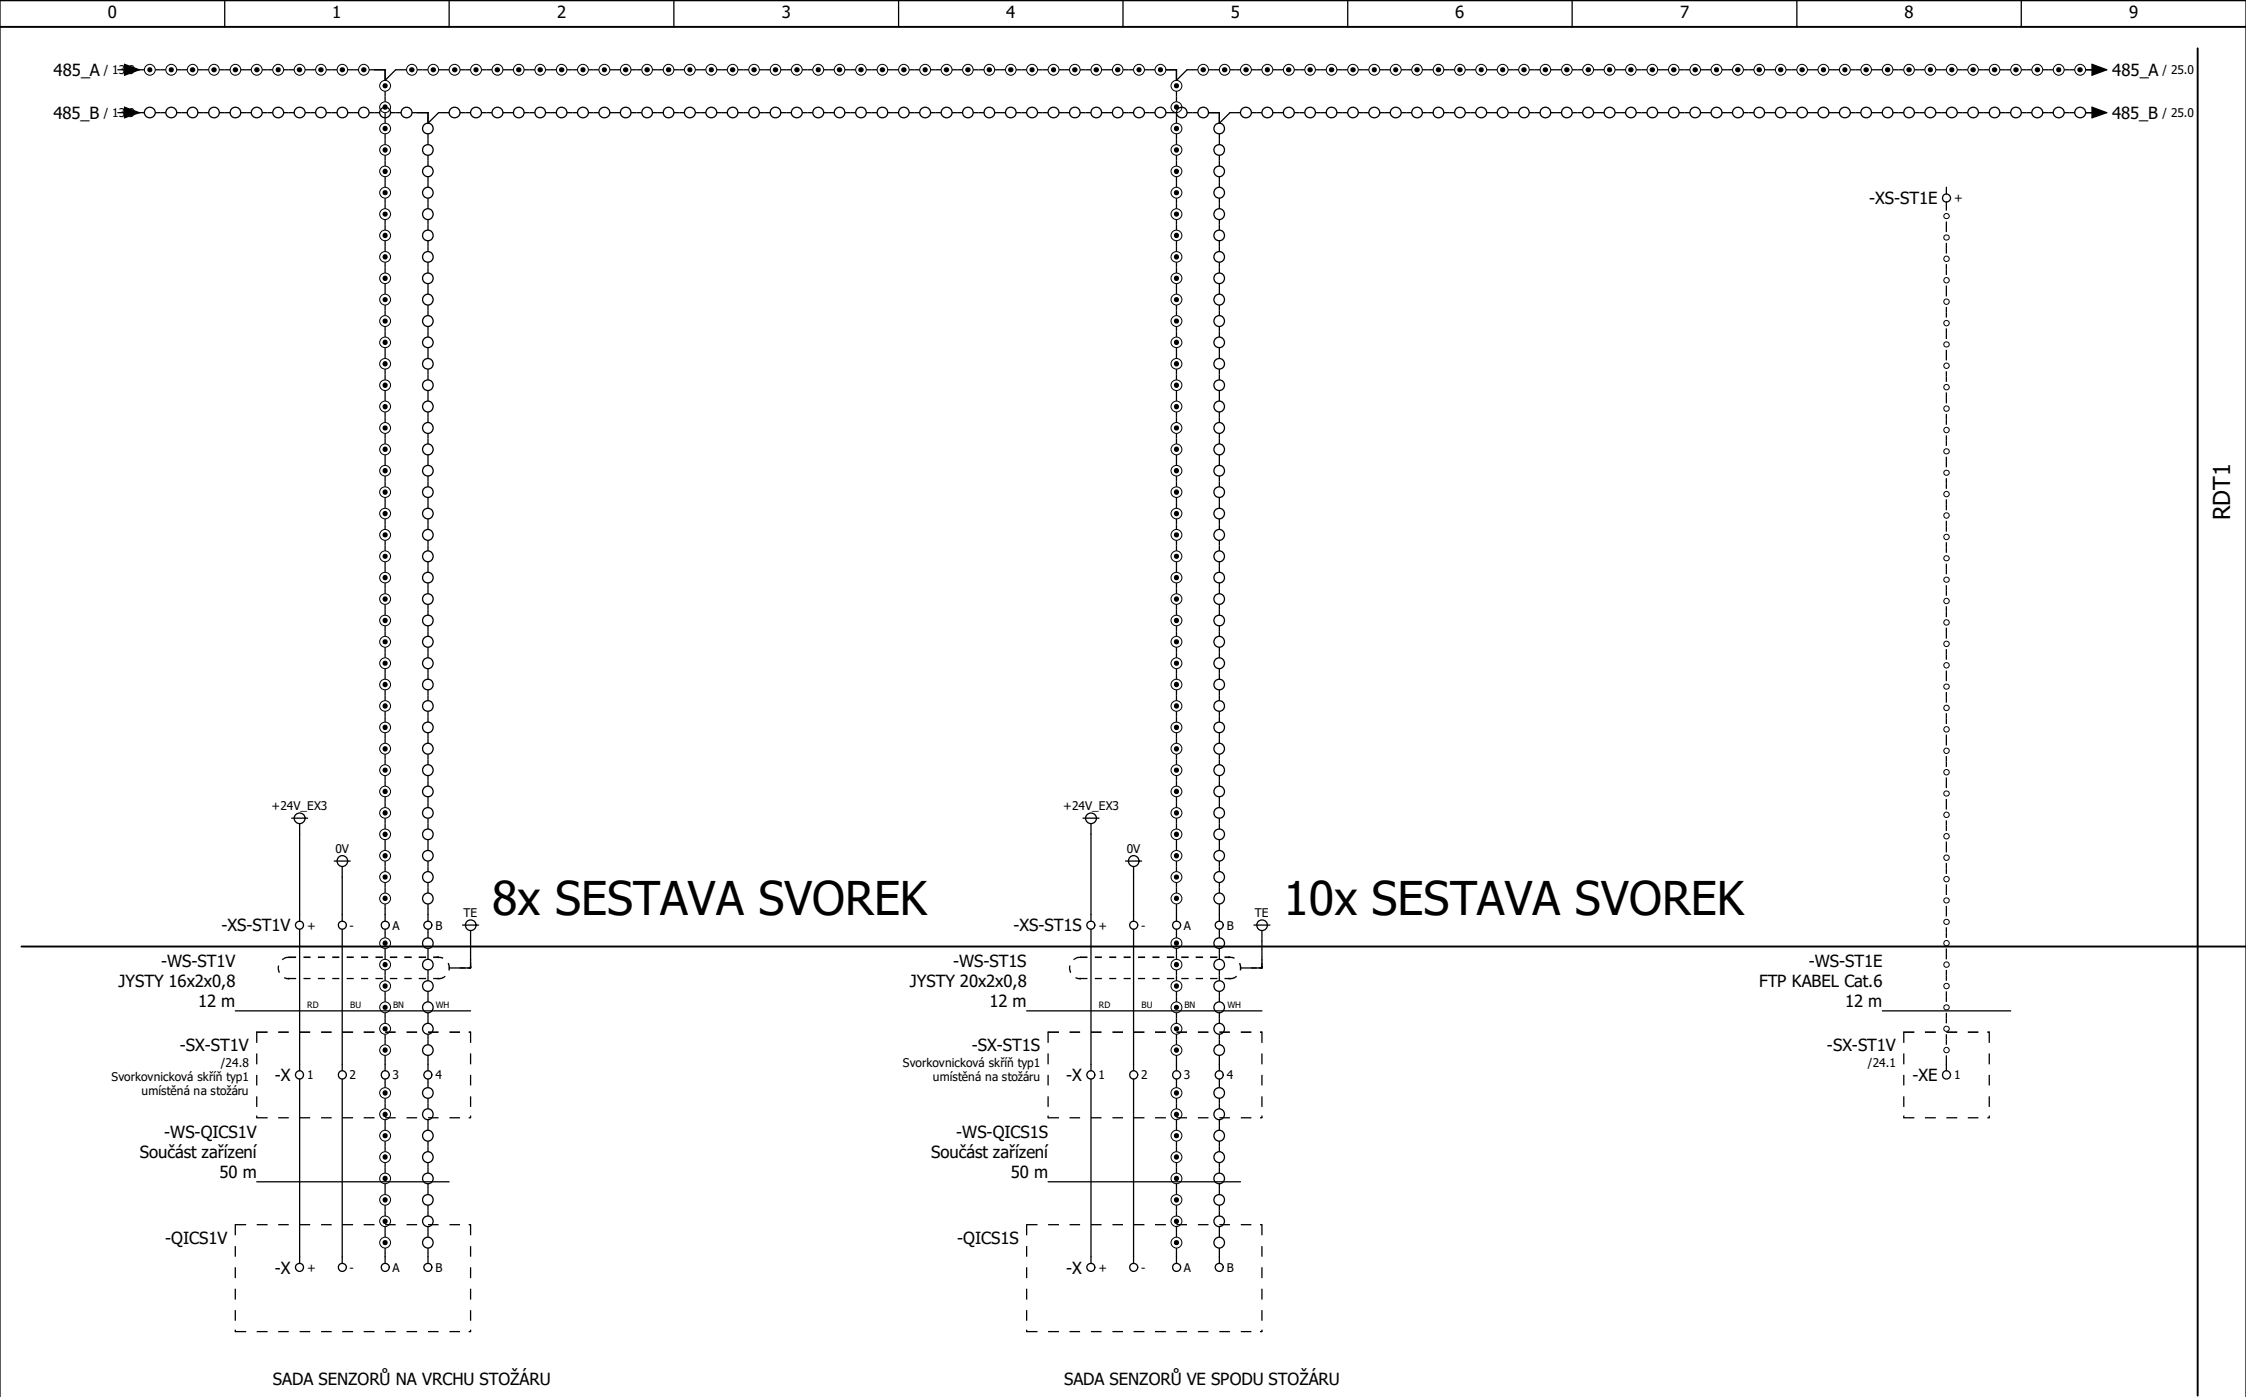 0 1 2 3 4 5 6 7 8 9
485_A / 485_A / 25.0
485_B / 485_B / 25.0
-XS-ST1E +
RDT1
+24V_EX3 +24V_EX3
0V 0V
8x SESTAVA SVOREK 10x SESTAVA SVOREK
-XS-ST1V + - A B TE -XS-ST1S + - A B TE
-WS-ST1V -WS-ST1S -WS-ST1E
JYSTY 16x2x0,8 JYSTY 20x2x0,8 FTP KABEL Cat.6
12 m RD BU BN WH 12 m RD BU BN WH 12 m
-SX-ST1V -SX-ST1S -SX-ST1V
/24.8 Svorkovnicková skříň typ1 /24.1
Svorkovnicková skříň typ1 umístěná na stožáru
umístěná na stožáru
-X 1 2 3 4 -X 1 2 3 4 -XE 1
-WS-QICS1V -WS-QICS1S
Součást zařízení Součást zařízení
50 m 50 m
-QICS1V -QICS1S
-X + - A B -X + - A B
SADA SENZORŮ NA VRCHU STOŽÁRU SADA SENZORŮ VE SPODU STOŽÁRU